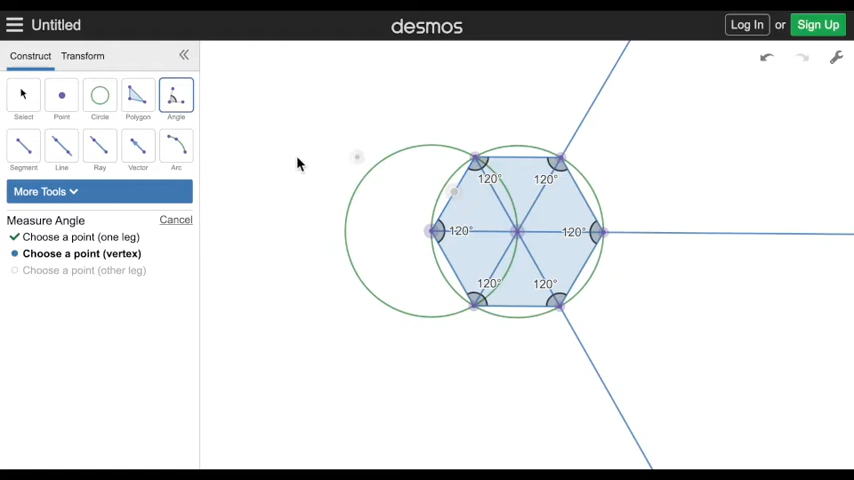 Untitled
desmos
Log In or Sign Up
Construct Transform
Select Point Circle Polygon Angle
Segment Line Ray Vector Arc
More Tools
Measure Angle Cancel
Choose a point (one leg)
Choose a point (vertex)
Choose a point (other leg)
120° 120°
120° 120°
120° 120°